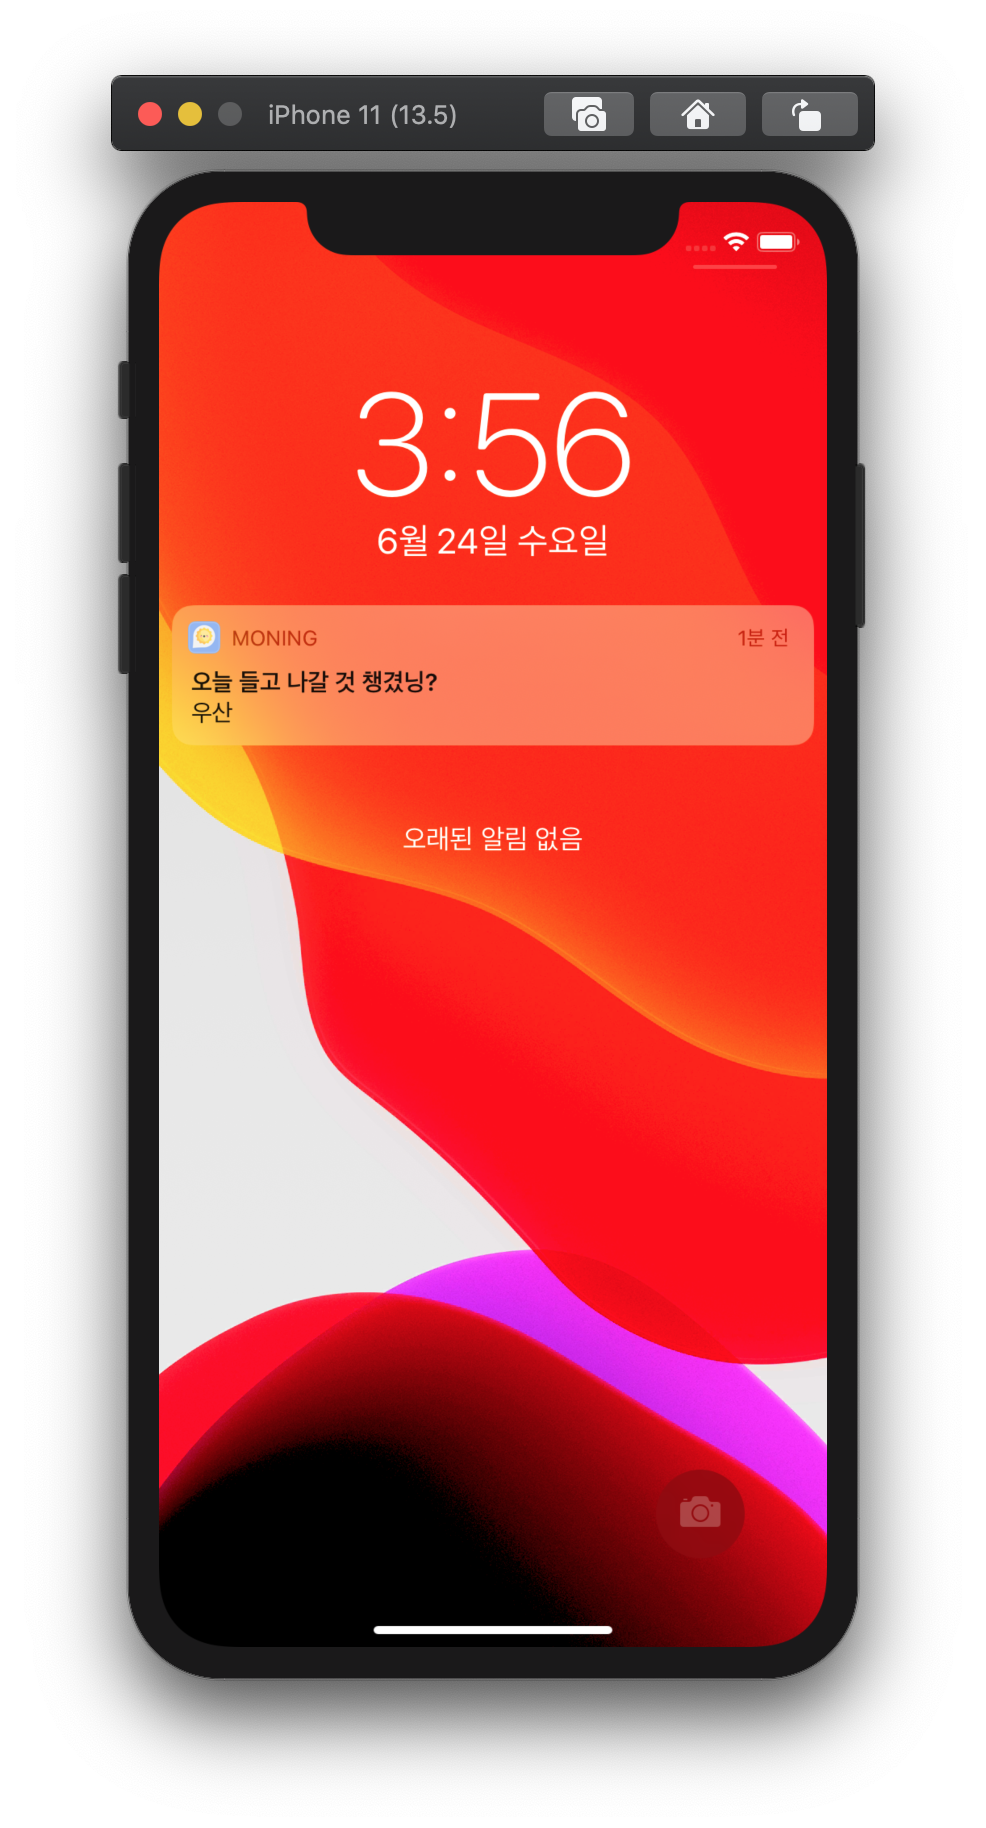 iPhone 11 (13.5)
3:56
6월 24일 수요일
MONING 1분 전
오늘 들고 나갈 것 챙겼닝?
우산
오래된 알림 없음